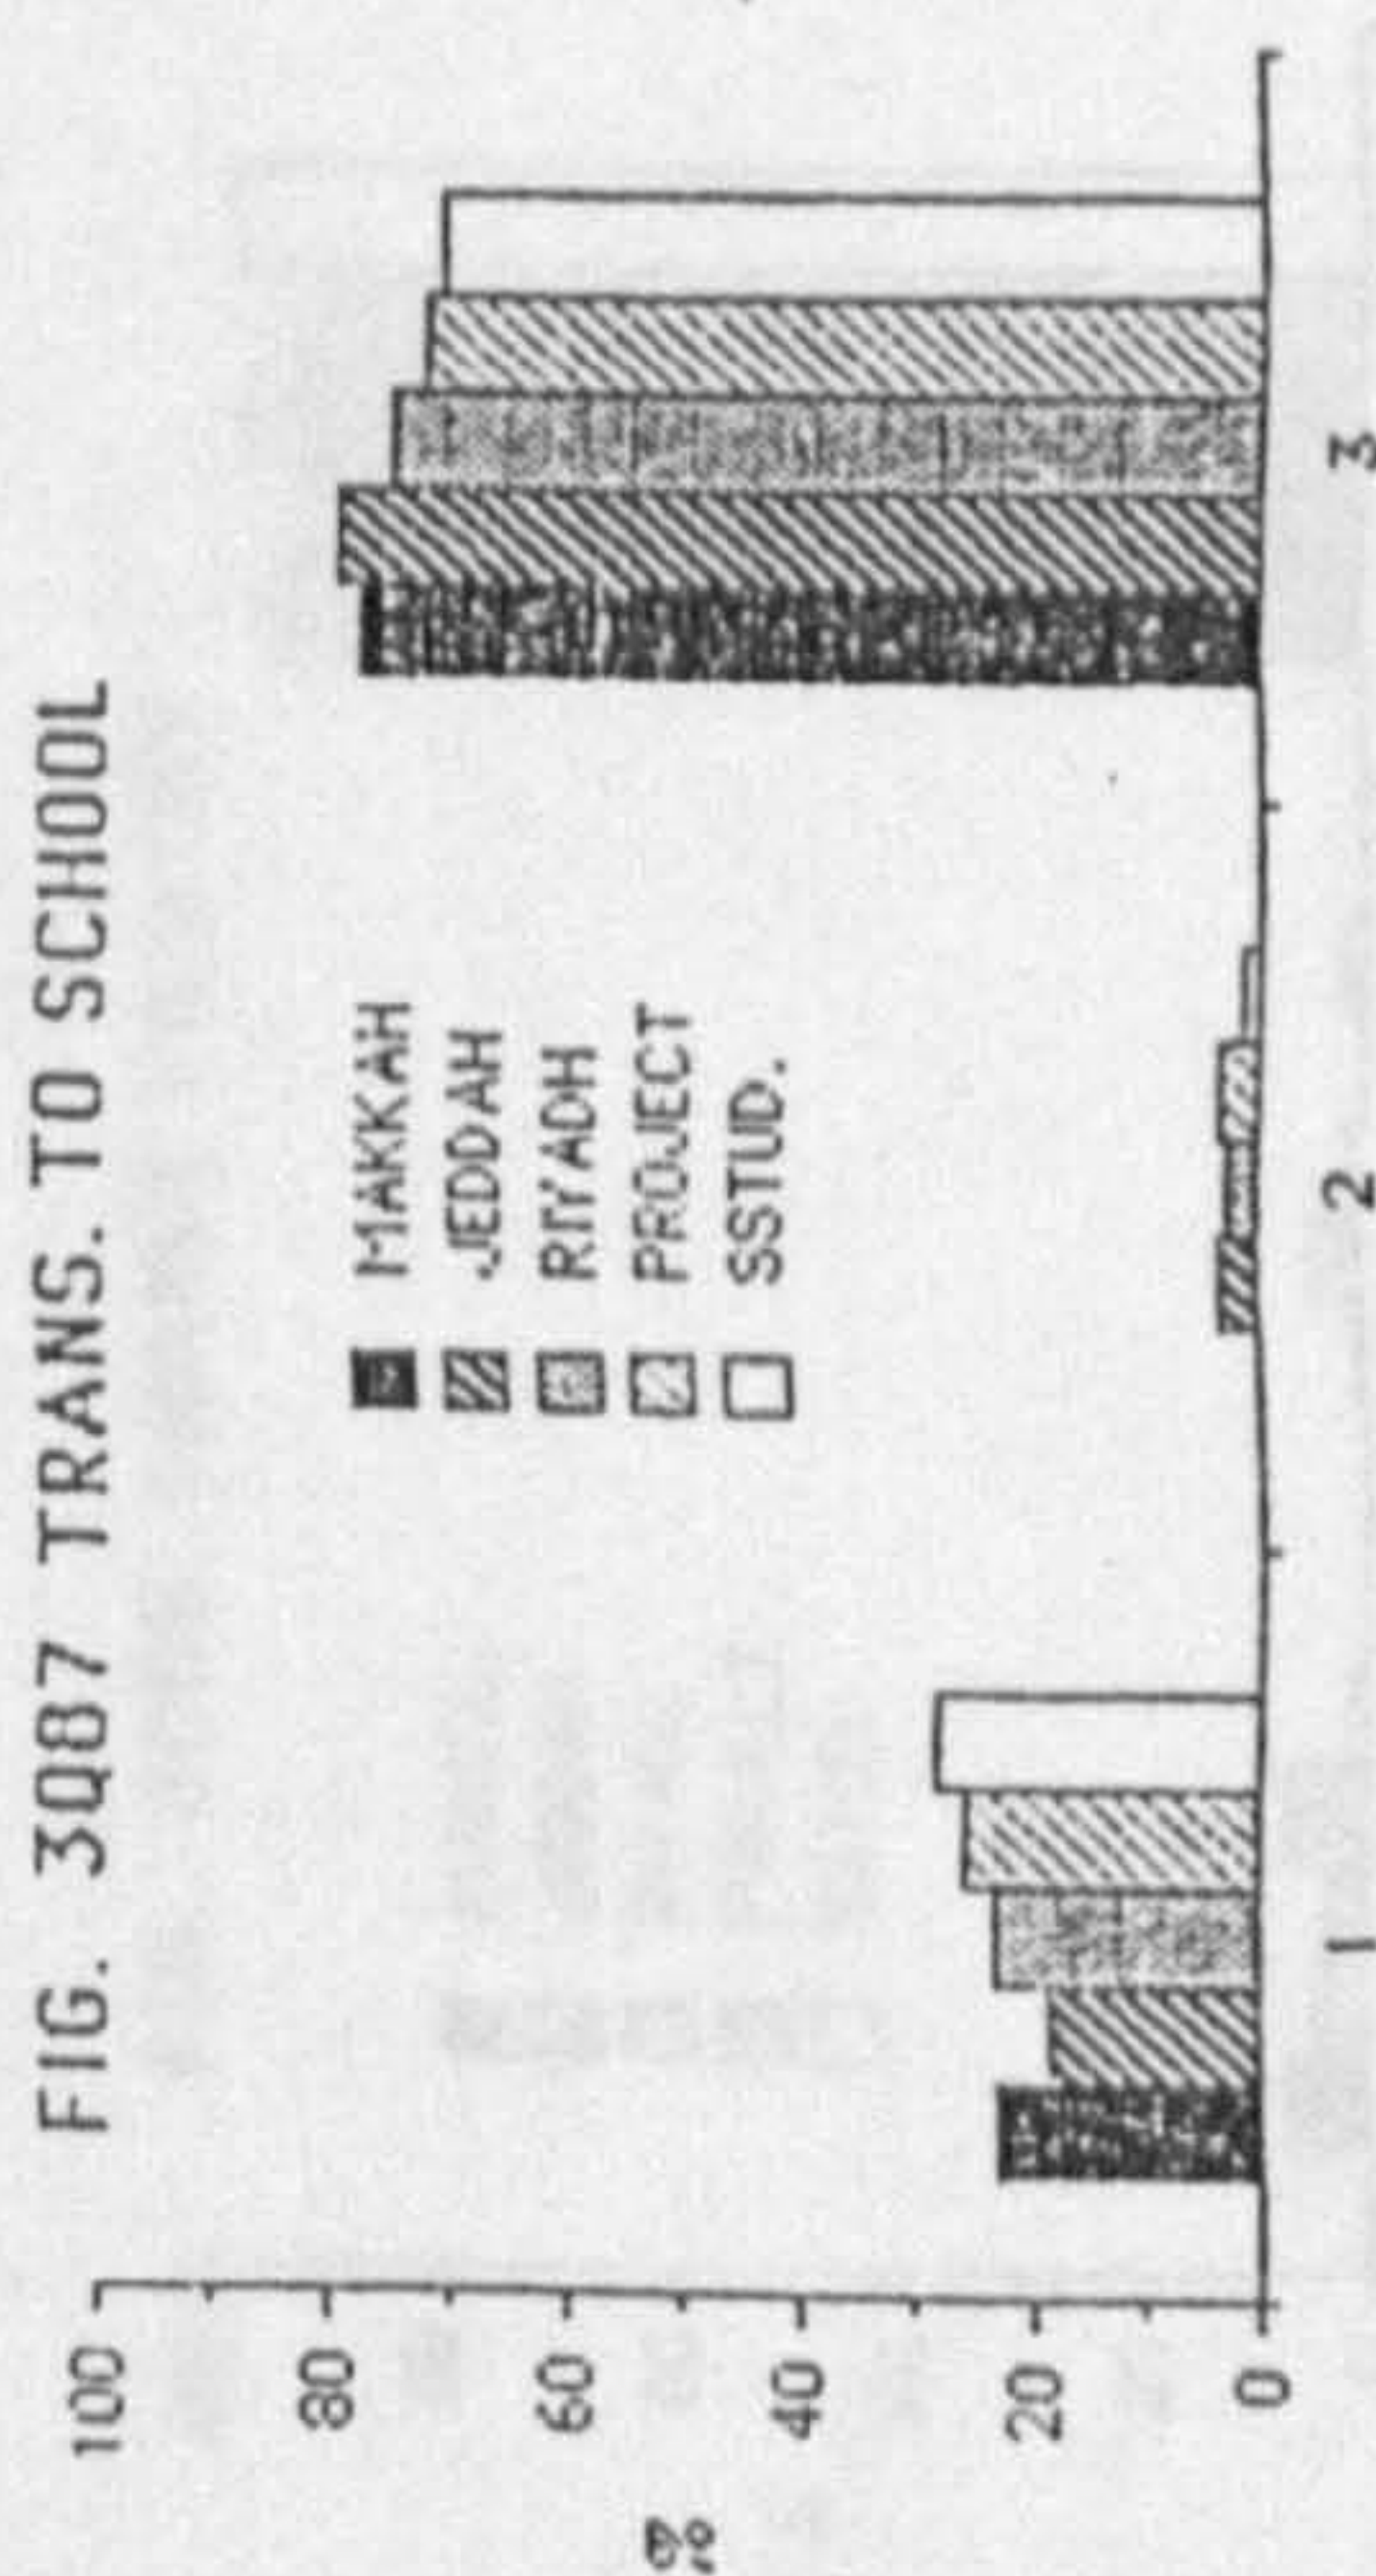 FIG. 3Q87 TRANS. TO SCHOOL
100
80
60
40
20
0
%
MAKKAH
JEDDAH
RIYADH
PROJECT
SSTUD.
1 2 3